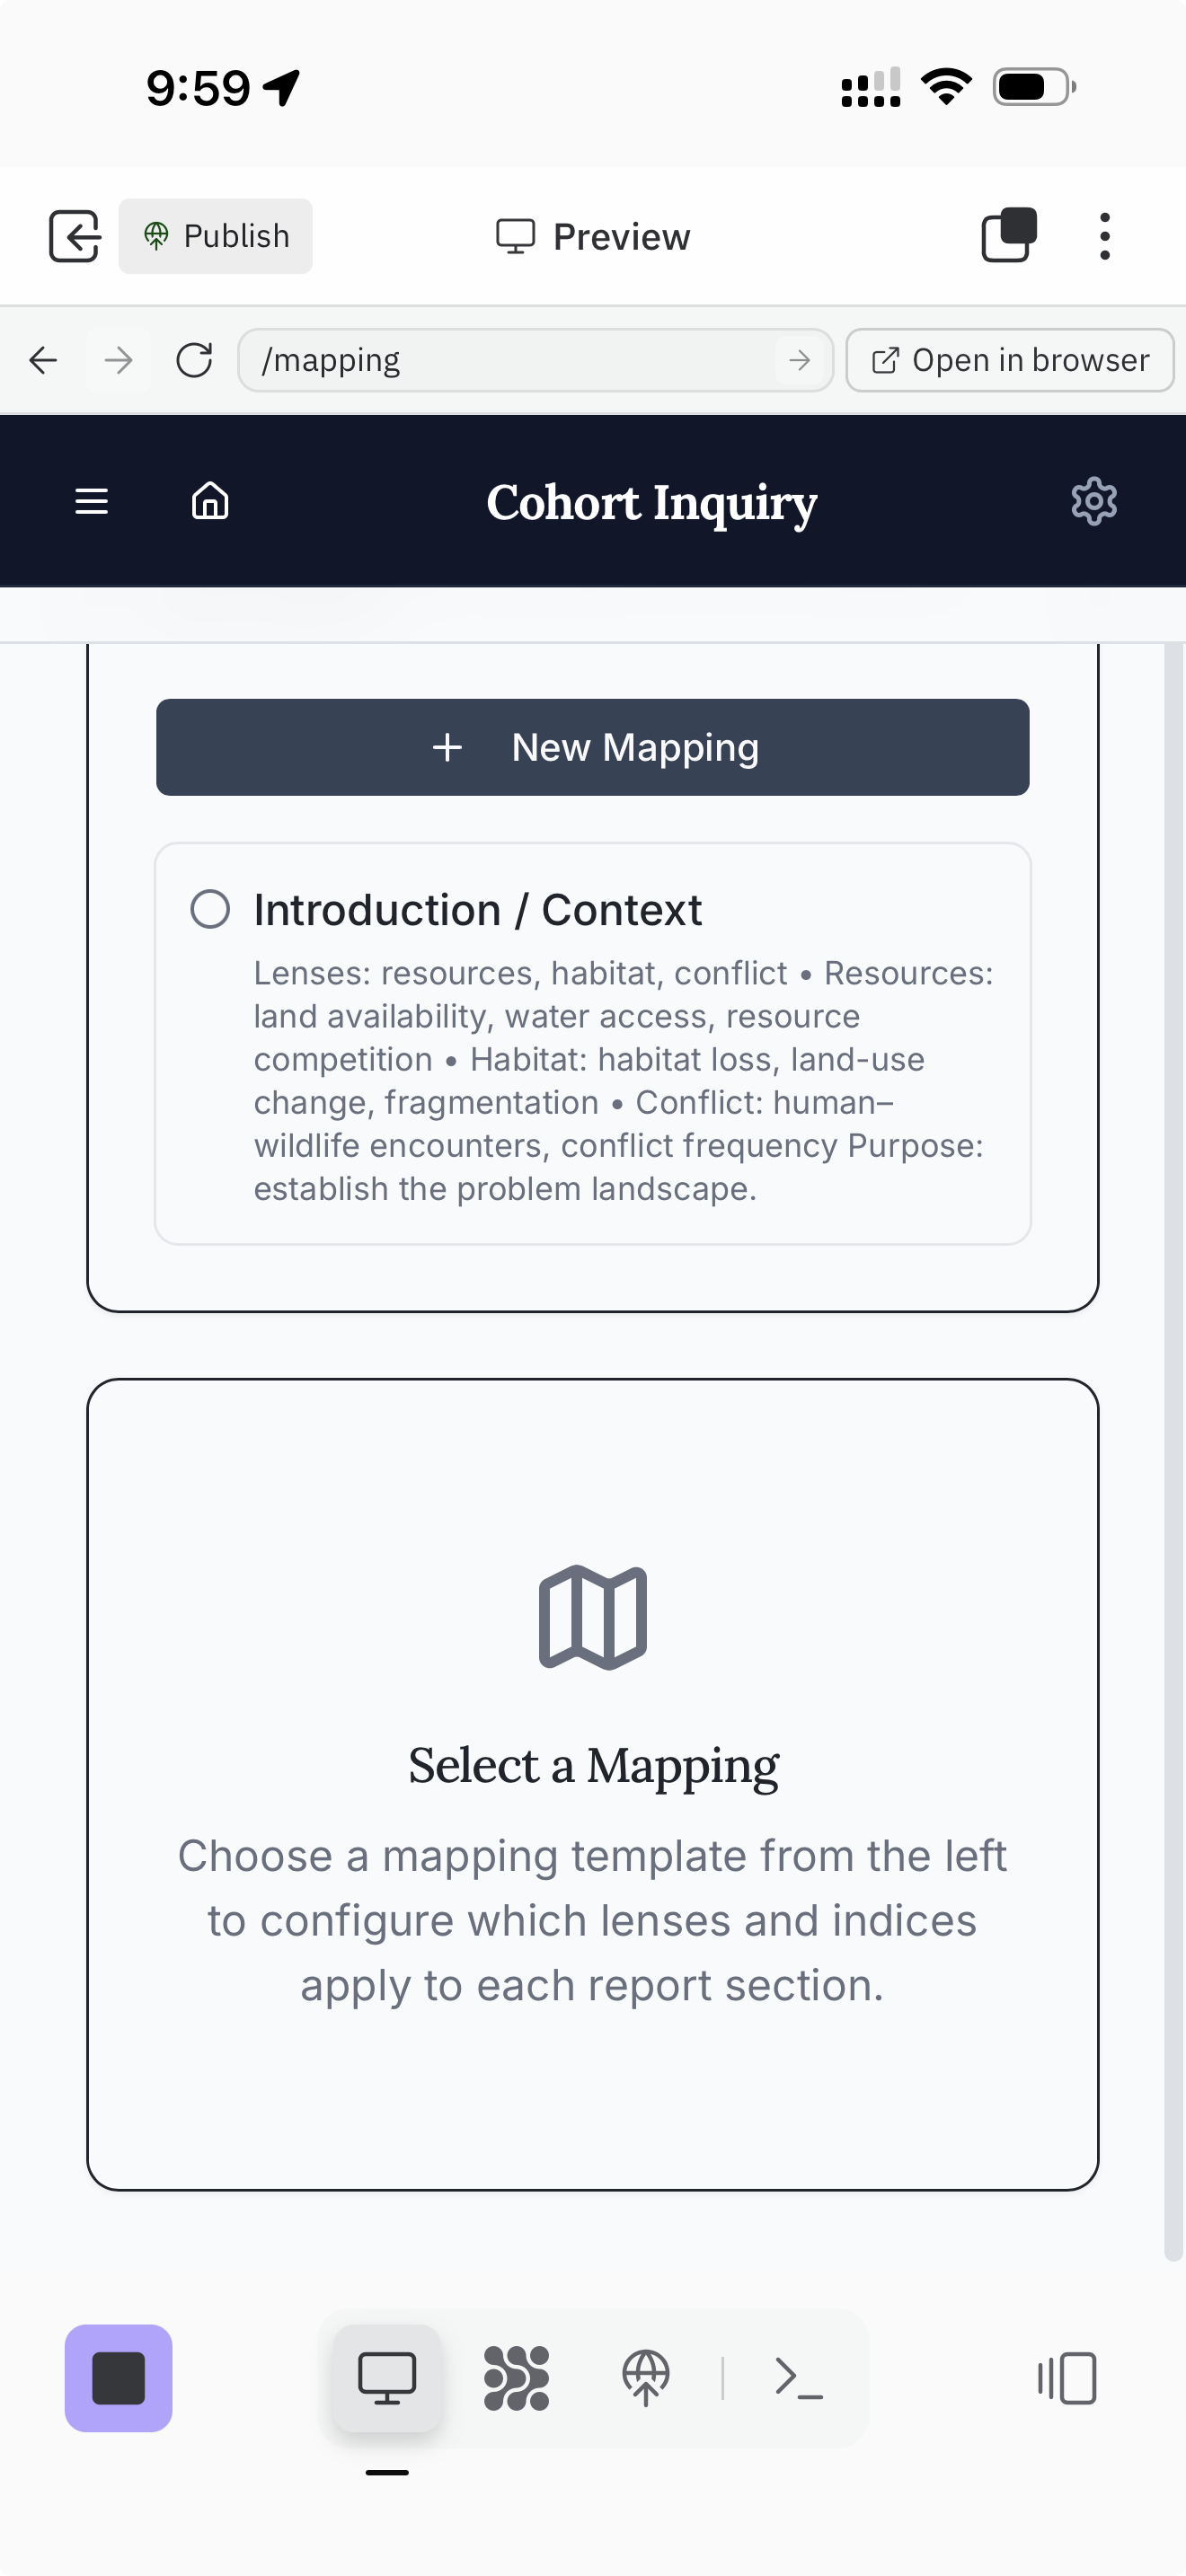 9:59
Publish
Preview
/mapping
Open in browser
Cohort Inquiry
+ New Mapping
Introduction / Context
Lenses: resources, habitat, conflict • Resources:
land availability, water access, resource
competition • Habitat: habitat loss, land-use
change, fragmentation • Conflict: human–
wildlife encounters, conflict frequency Purpose:
establish the problem landscape.
Select a Mapping
Choose a mapping template from the left
to configure which lenses and indices
apply to each report section.